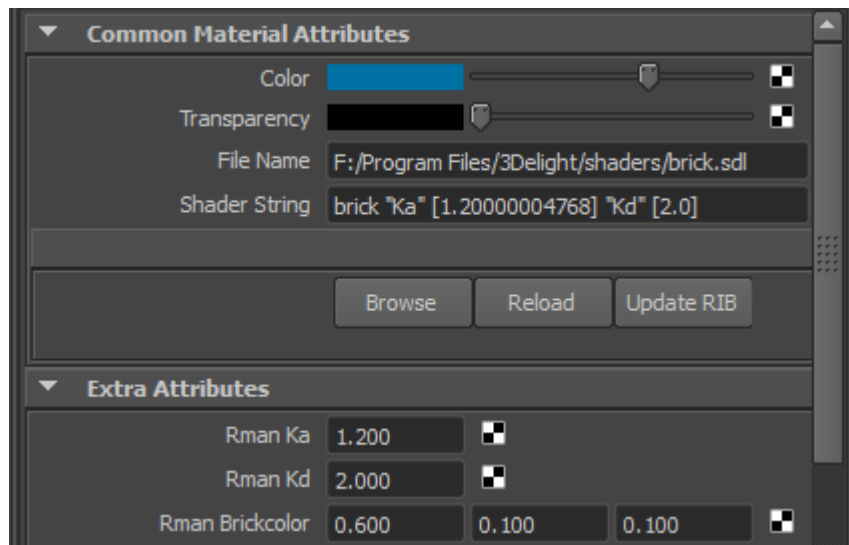 Common Material Attributes
Color
Transparency
File Name F:/Program Files/3Delight/shaders/brick.sdl
Shader String brick "Ka" [1.20000004768] "Kd" [2.0]
Browse Reload Update RIB
Extra Attributes
Rman Ka 1.200
Rman Kd 2.000
Rman Brickcolor 0.600 0.100 0.100